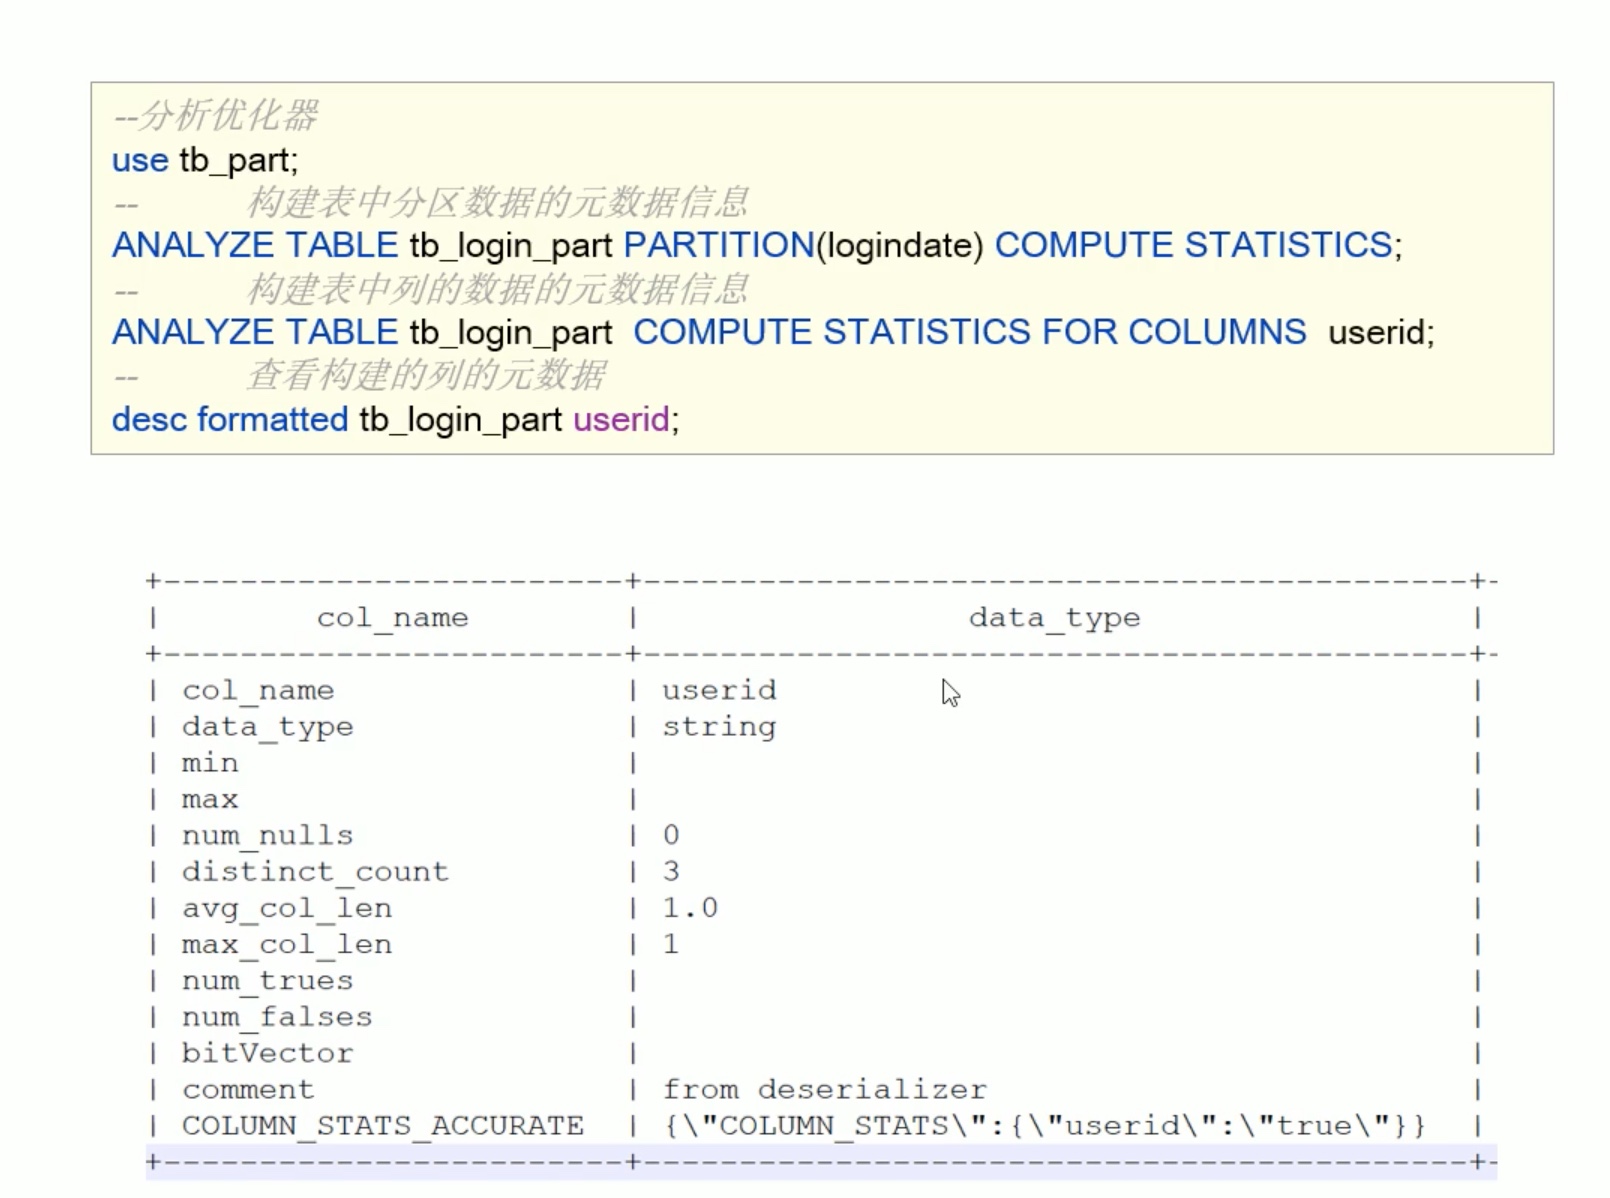 --分析优化器
use tb_part;
-- 构建表中分区数据的元数据信息
ANALYZE TABLE tb_login_part PARTITION(logindate) COMPUTE STATISTICS;
-- 构建表中列的数据的元数据信息
ANALYZE TABLE tb_login_part COMPUTE STATISTICS FOR COLUMNS userid;
-- 查看构建的列的元数据
desc formatted tb_login_part userid;
+------------------------+-------------------------------------------+-
| col_name | data_type |
+------------------------+-------------------------------------------+-
| col_name | userid |
| data_type | string |
| min | |
| max | |
| num_nulls | 0 |
| distinct_count | 3 |
| avg_col_len | 1.0 |
| max_col_len | 1 |
| num_trues | |
| num_falses | |
| bitVector | |
| comment | from deserializer |
| COLUMN_STATS_ACCURATE | {\"COLUMN_STATS\":{\"userid\":\"true\"}} |
+------------------------+-------------------------------------------+-